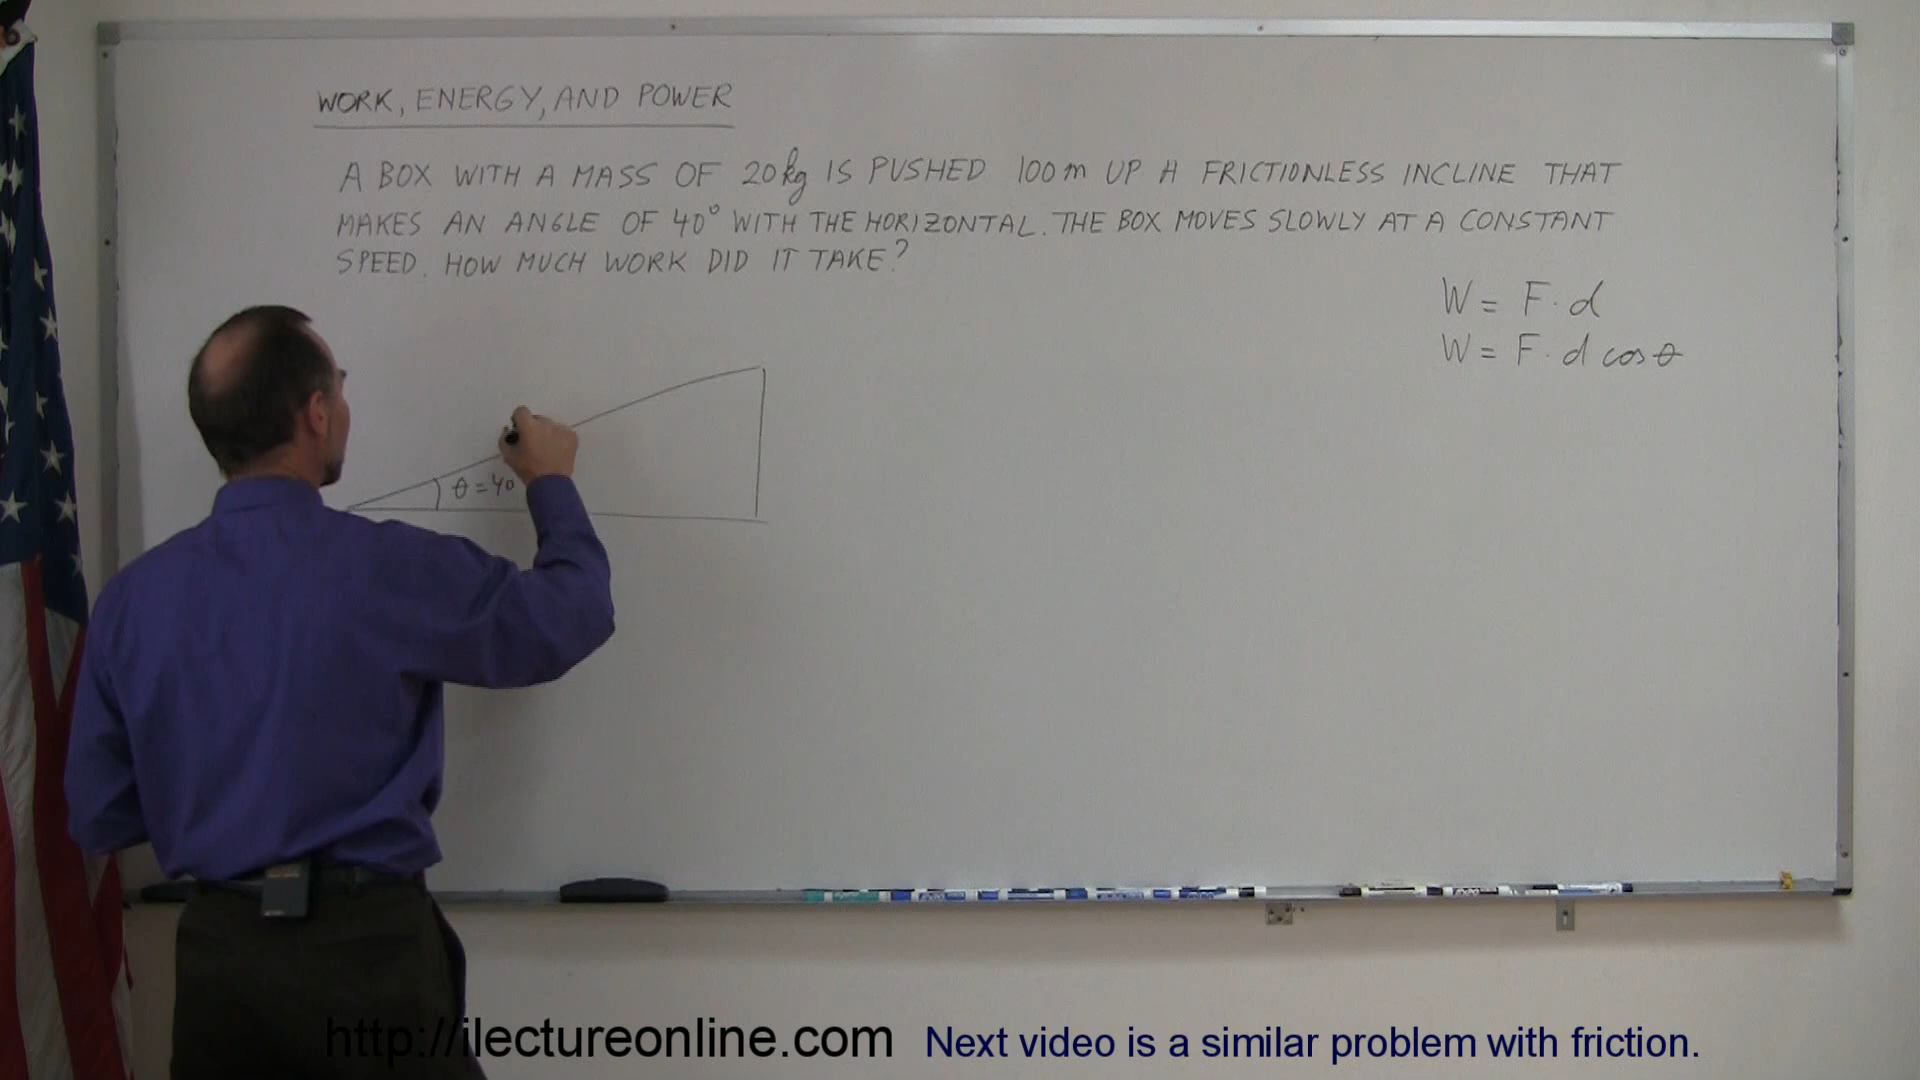 WORK, ENERGY, AND POWER
A BOX WITH A MASS OF 20kg IS PUSHED 100m UP A FRICTIONLESS INCLINE THAT
MAKES AN ANGLE OF 40° WITH THE HORIZONTAL. THE BOX MOVES SLOWLY AT A CONSTANT
SPEED. HOW MUCH WORK DID IT TAKE?
W = F · d
W = F · d cos θ
θ = 40
http://ilectureonline.com Next video is a similar problem with friction.